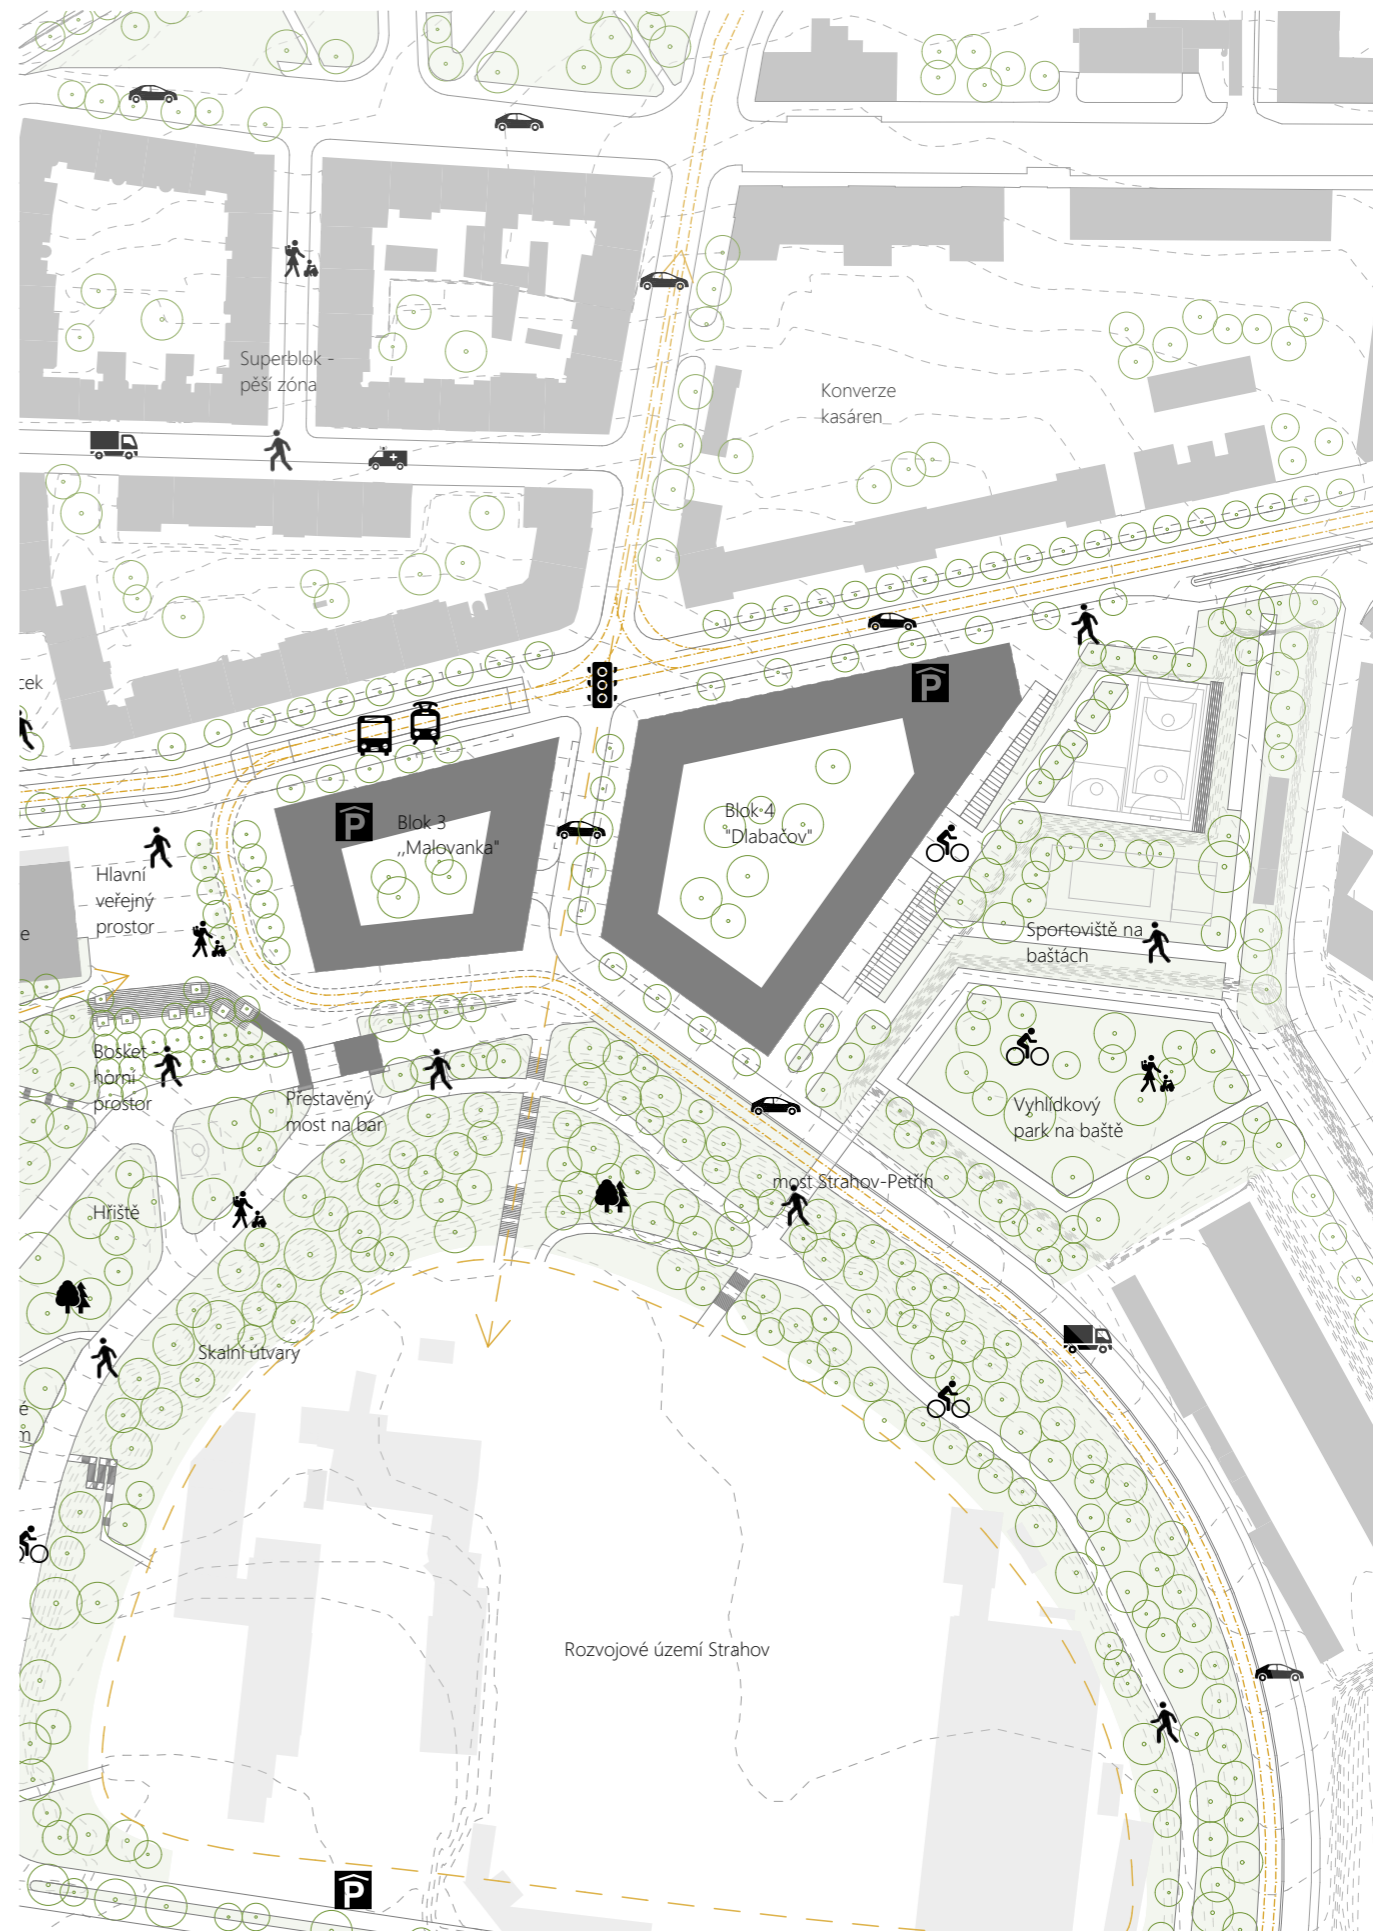 Superblok -
pěší zóna
Konverze
kasáren
cek
P
Blok 3
,,Malovanka"
P
Blok 4
"Dlabačov"
Hlavní
veřejný
prostor
e
Sportoviště na
baštách
Bosket
horní
prostor
Přestavěný
most na bar
Vyhlídkový
park na baště
most Strahov-Petřín
Hřiště
Skalní útvary
é
m
Rozvojové území Strahov
P